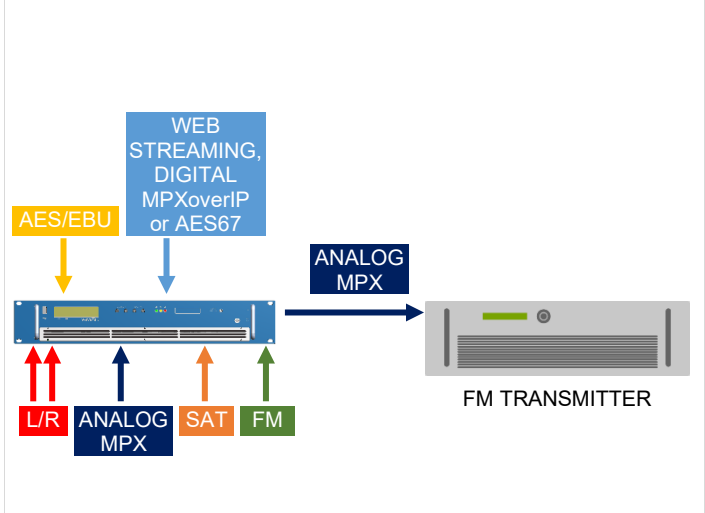 WEB
STREAMING,
DIGITAL
MPXoverIP
or AES67
AES/EBU
ANALOG
MPX
FM TRANSMITTER
L/R
ANALOG
MPX
SAT
FM